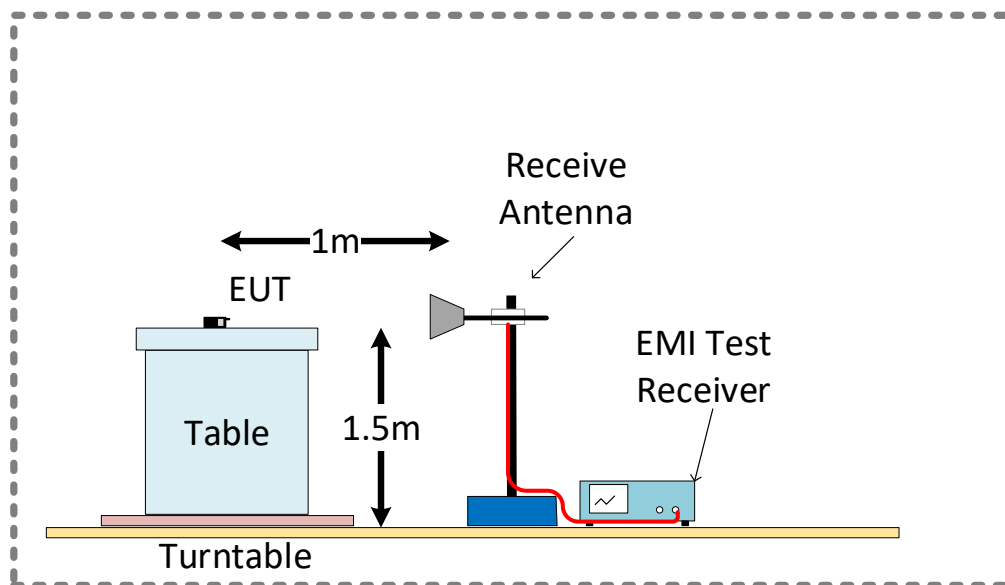 Receive
Antenna
1m
EUT
EMI Test
Receiver
Table
1.5m
Turntable